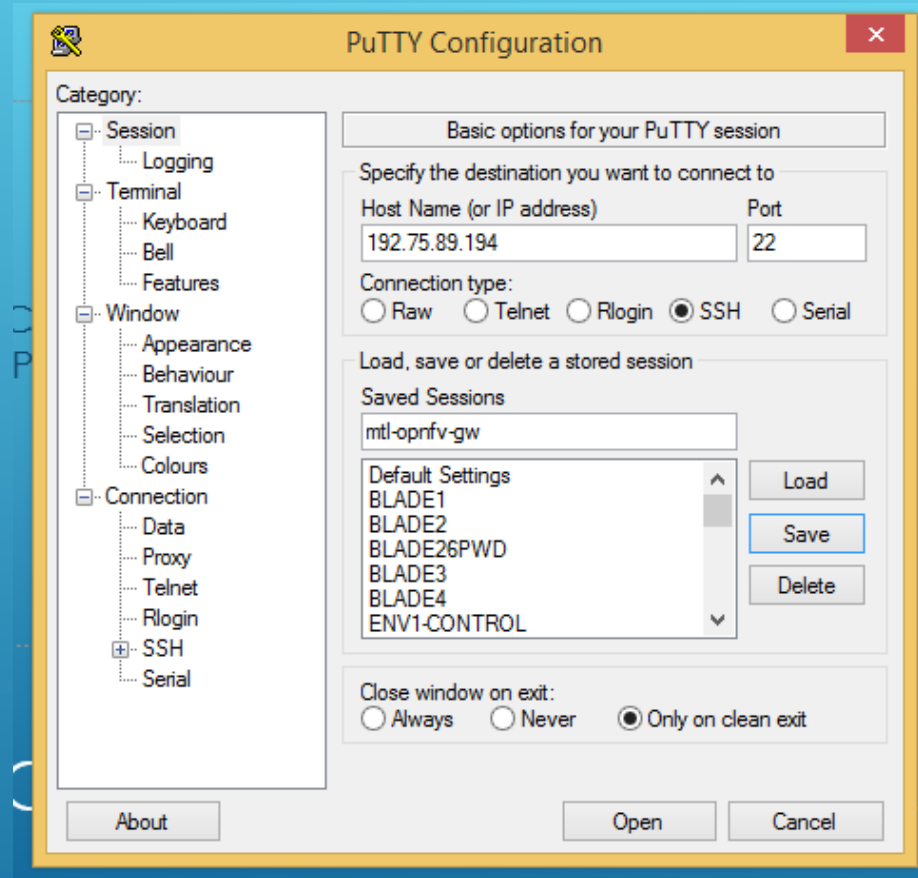 PuTTY Configuration
Category:
Session
Logging
Terminal
Keyboard
Bell
Features
Window
Appearance
Behaviour
Translation
Selection
Colours
Connection
Data
Proxy
Telnet
Rlogin
SSH
Serial
Basic options for your PuTTY session
Specify the destination you want to connect to
Host Name (or IP address) Port
192.75.89.194 22
Connection type:
Raw Telnet Rlogin SSH Serial
Load, save or delete a stored session
Saved Sessions
mtl-opnfv-gw
Default Settings
BLADE1
BLADE2
BLADE26PWD
BLADE3
BLADE4
ENV1-CONTROL
Load
Save
Delete
Close window on exit:
Always Never Only on clean exit
About Open Cancel